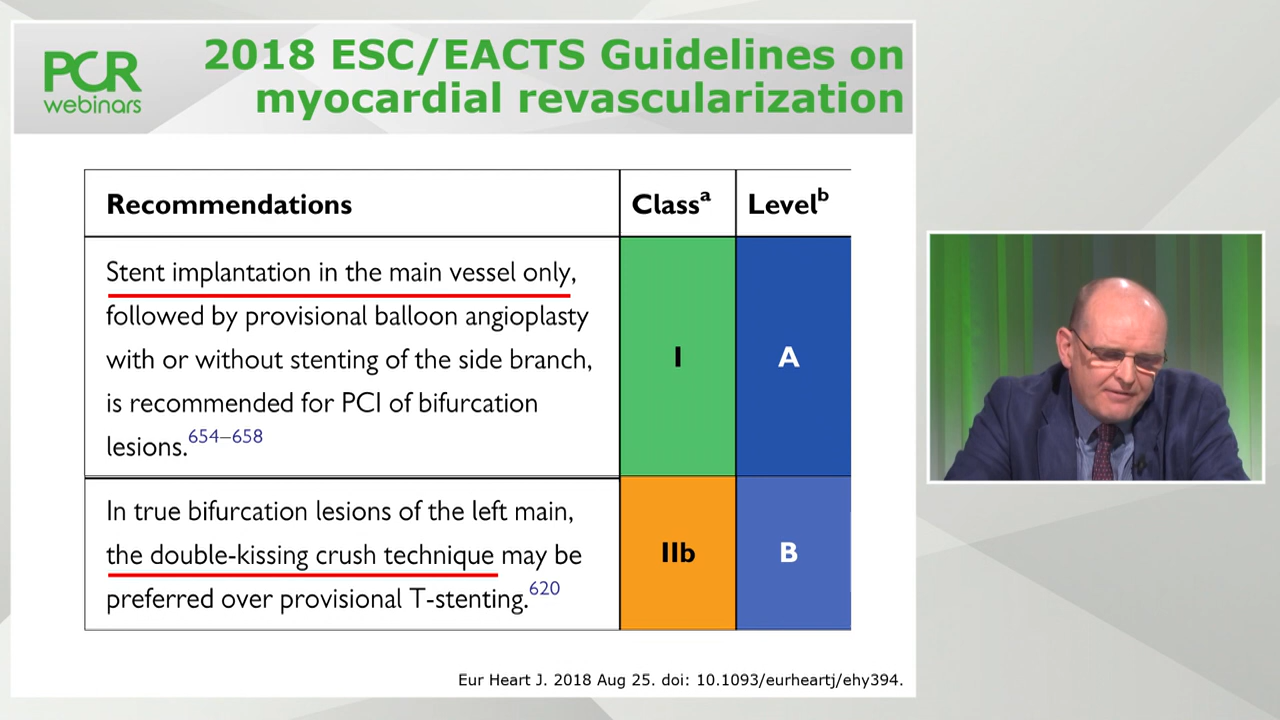 PCR
webinars
2018 ESC/EACTS Guidelines on
myocardial revascularization
Recommendations
Classᵃ
Levelᵇ
Stent implantation in the main vessel only,
followed by provisional balloon angioplasty
with or without stenting of the side branch,
is recommended for PCI of bifurcation
lesions.654–658
I
A
In true bifurcation lesions of the left main,
the double-kissing crush technique may be
preferred over provisional T-stenting.620
IIb
B
Eur Heart J. 2018 Aug 25. doi: 10.1093/eurheartj/ehy394.